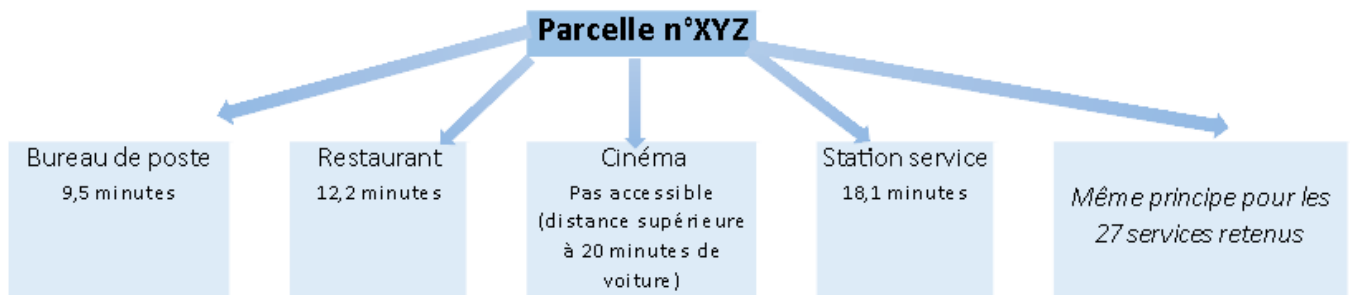 Parcelle n°XYZ
Bureau de poste
9,5 minutes
Restaurant
12,2 minutes
Cinéma
Pas accessible
(distance supérieure
à 20 minutes de
voiture)
Station service
18,1 minutes
Même principe pour les
27 services retenus